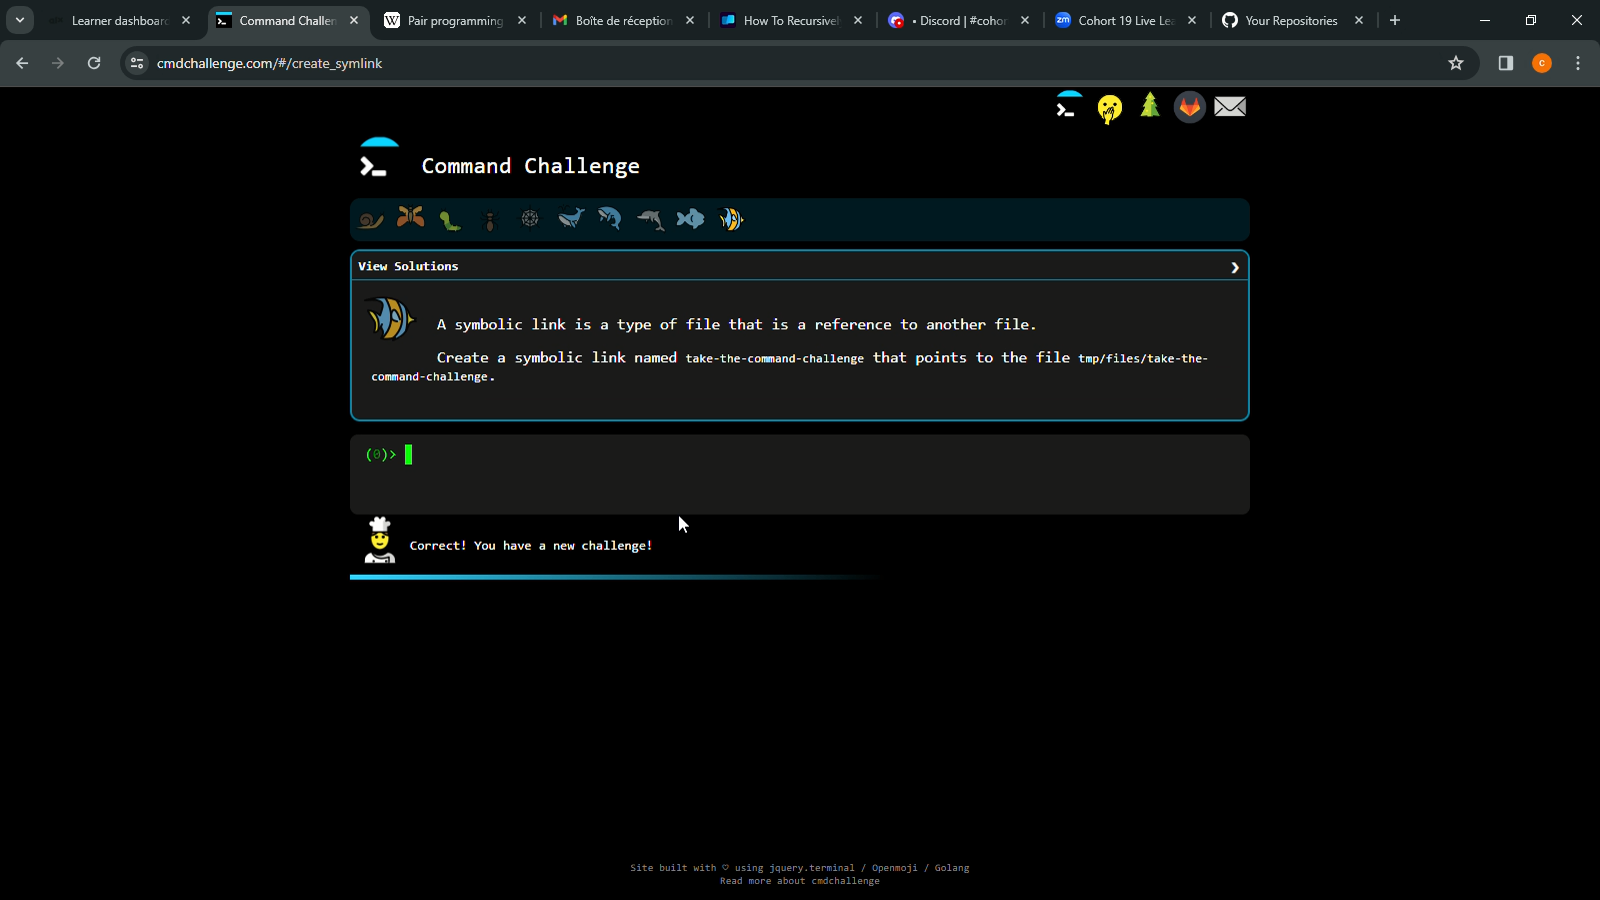 Learner dashboard
Command Challen
Pair programming
Boîte de réception
How To Recursivel
• Discord | #cohor
zm
Cohort 19 Live Lea
Your Repositories
cmdchallenge.com/#/create_symlink
C
Command Challenge
View Solutions
A symbolic link is a type of file that is a reference to another file.
Create a symbolic link named take-the-command-challenge that points to the file tmp/files/take-the-
command-challenge.
(0)>
Correct! You have a new challenge!
Site built with ♡ using jquery.terminal / Openmoji / Golang
Read more about cmdchallenge